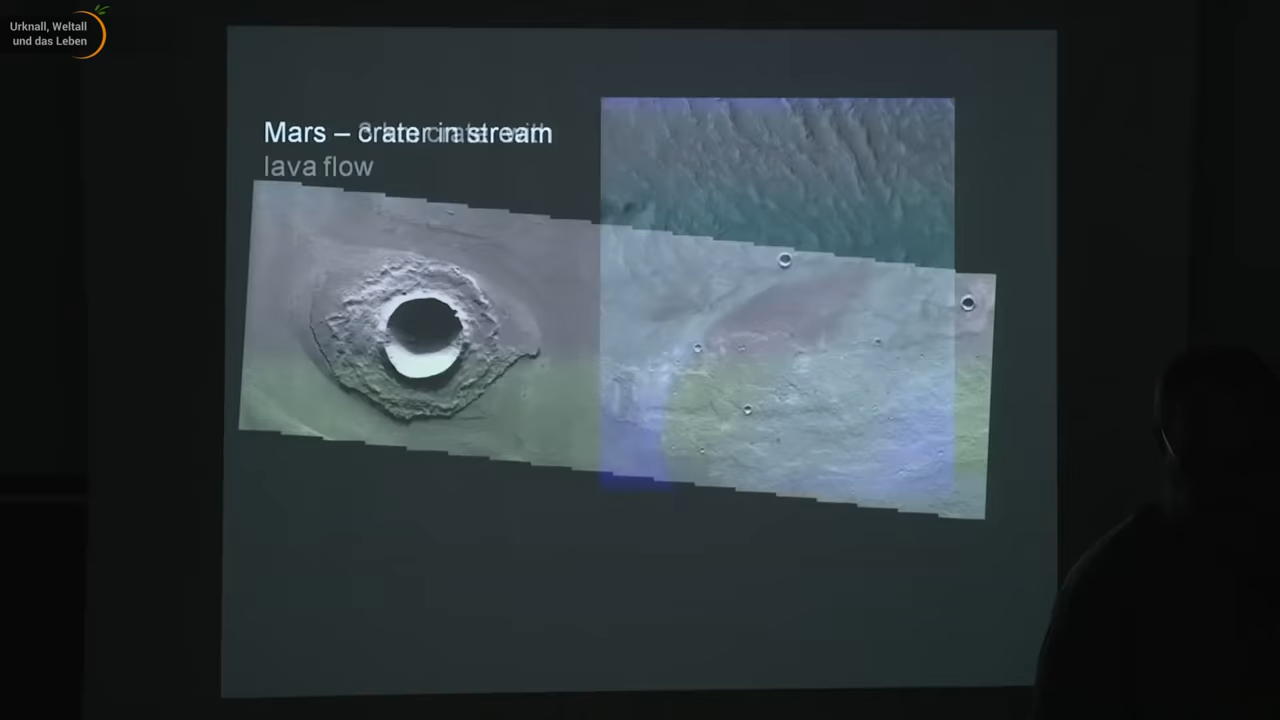 Urknall, Weltall
und das Leben
Mars – crater in stream
lava flow